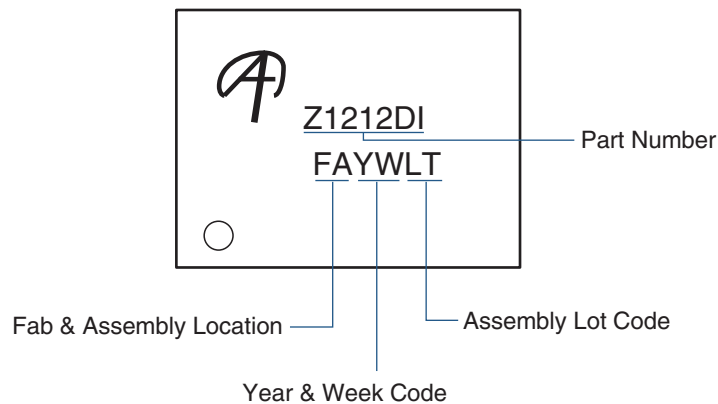 Z1212DI
Part Number
FAYWLT
Fab & Assembly Location
Assembly Lot Code
Year & Week Code